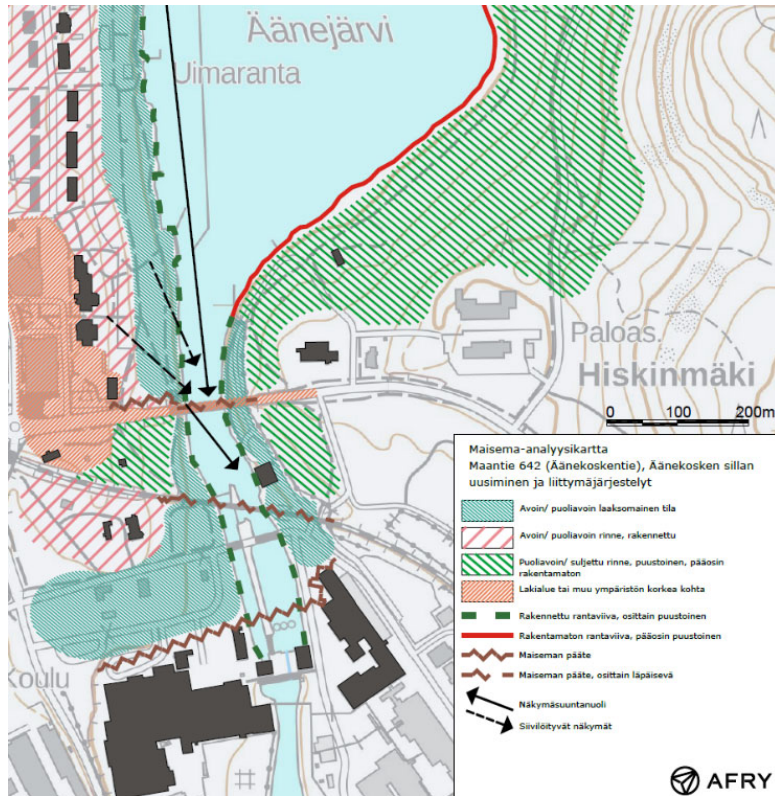 Äänejärvi
Uimaranta
Paloas.
Hiskinmäki
0 100 200m
Koulu
Maisema-analyysikartta
Maantie 642 (Äänekoskentie), Äänekosken sillan
uusiminen ja liittymäjärjestelyt
Avoin/ puoliavoin laaksomainen tila
Avoin/ puoliavoin rinne, rakennettu
Puoliavoin/ suljettu rinne, puustoinen, pääosin
rakentamaton
Lakialue tai muu ympäristön korkea kohta
Rakennettu rantaviiva, osittain puustoinen
Rakentamaton rantaviiva, pääosin puustoinen
Maiseman pääte
Maiseman pääte, osittain läpäisevä
Näkymäsuuntanuoli
Siivilöityvät näkymät
AFRY